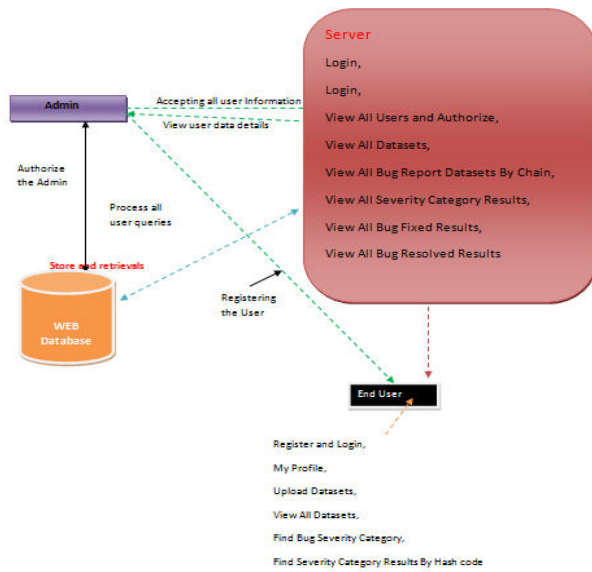 Server
Login,
Login,
View All Users and Authorize,
View All Datasets,
View All Bug Report Datasets By Chain,
View All Severity Category Results,
View All Bug Fixed Results,
View All Bug Resolved Results
Admin
Accepting all user Information
View user data details
Authorize
the Admin
Process all
user queries
Store and retrievals
WEB
Database
Registering
the User
End User
Register and Login,
My Profile,
Upload Datasets,
View All Datasets,
Find Bug Severity Category,
Find Severity Category Results By Hash code